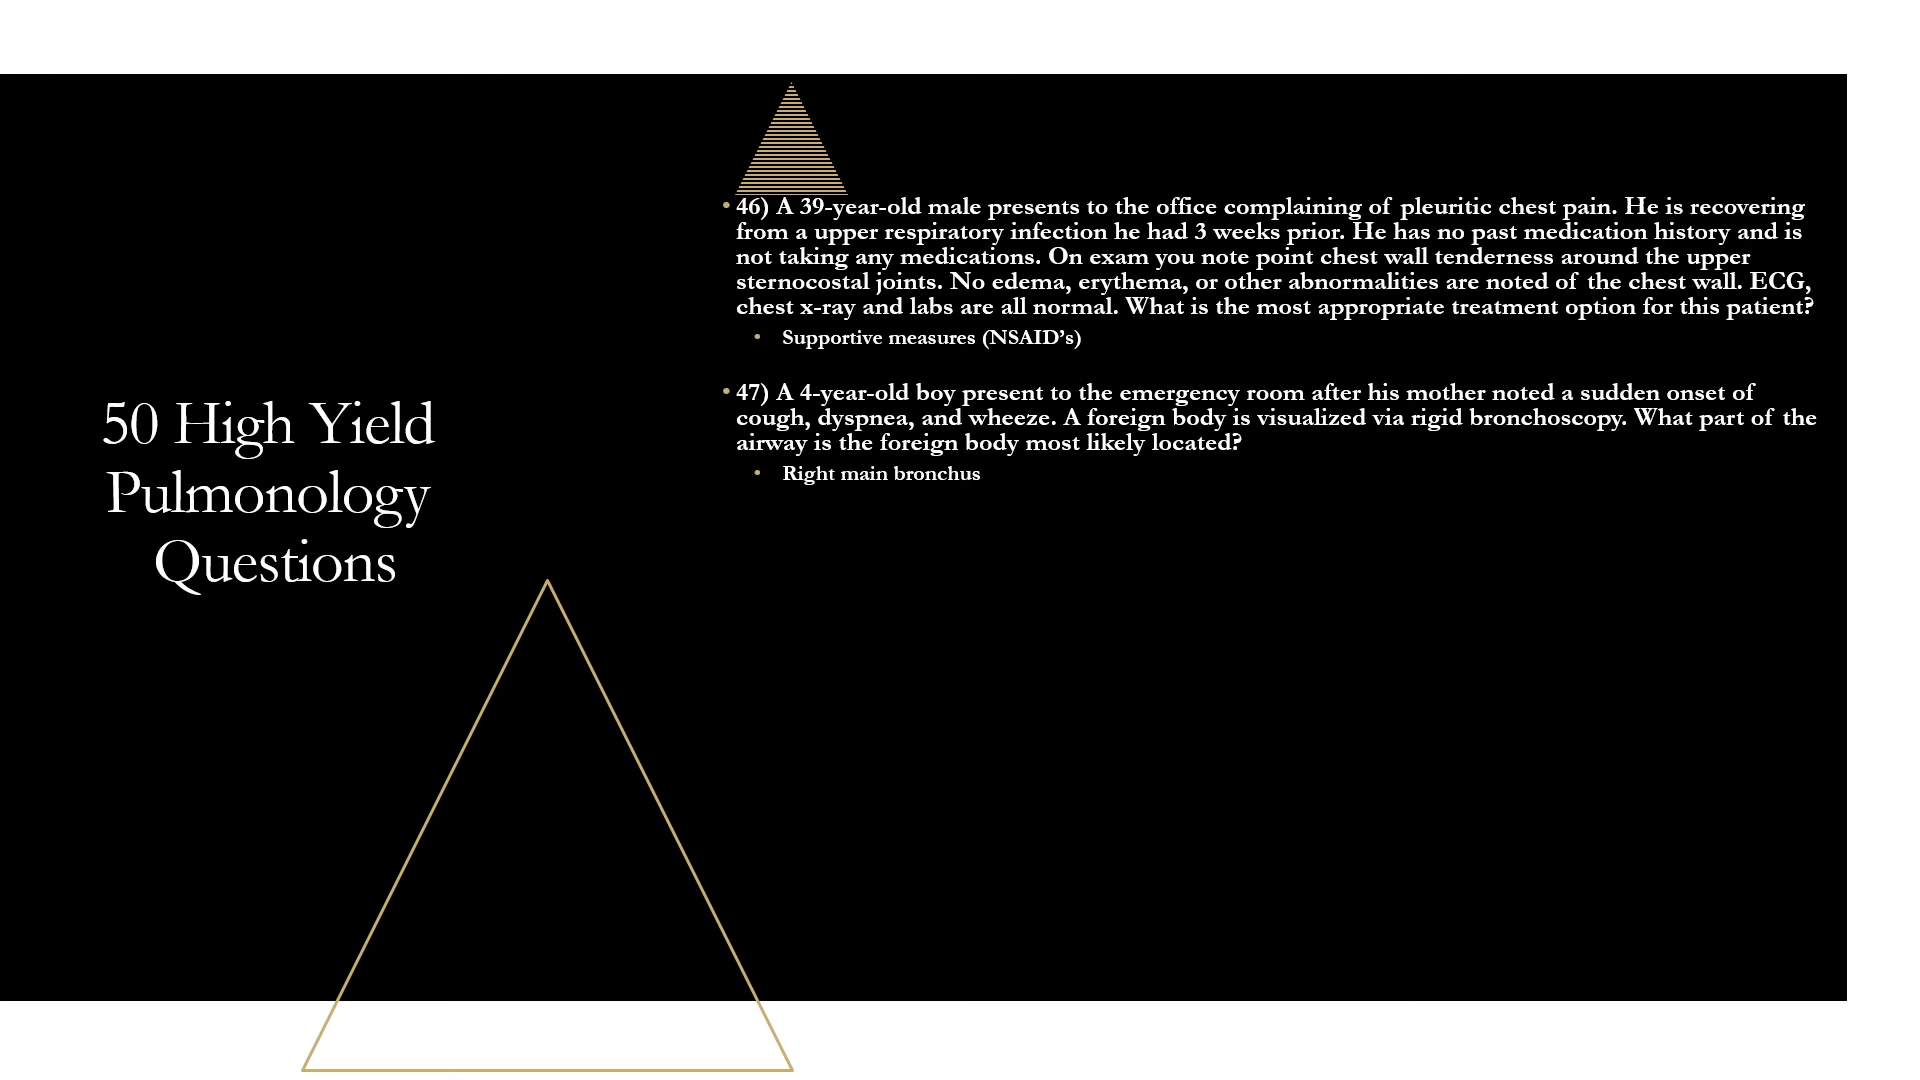 50 High Yield
Pulmonology
Questions
• 46) A 39-year-old male presents to the office complaining of pleuritic chest pain. He is recovering
from a upper respiratory infection he had 3 weeks prior. He has no past medication history and is
not taking any medications. On exam you note point chest wall tenderness around the upper
sternocostal joints. No edema, erythema, or other abnormalities are noted of the chest wall. ECG,
chest x-ray and labs are all normal. What is the most appropriate treatment option for this patient?
• Supportive measures (NSAID’s)
• 47) A 4-year-old boy present to the emergency room after his mother noted a sudden onset of
cough, dyspnea, and wheeze. A foreign body is visualized via rigid bronchoscopy. What part of the
airway is the foreign body most likely located?
• Right main bronchus